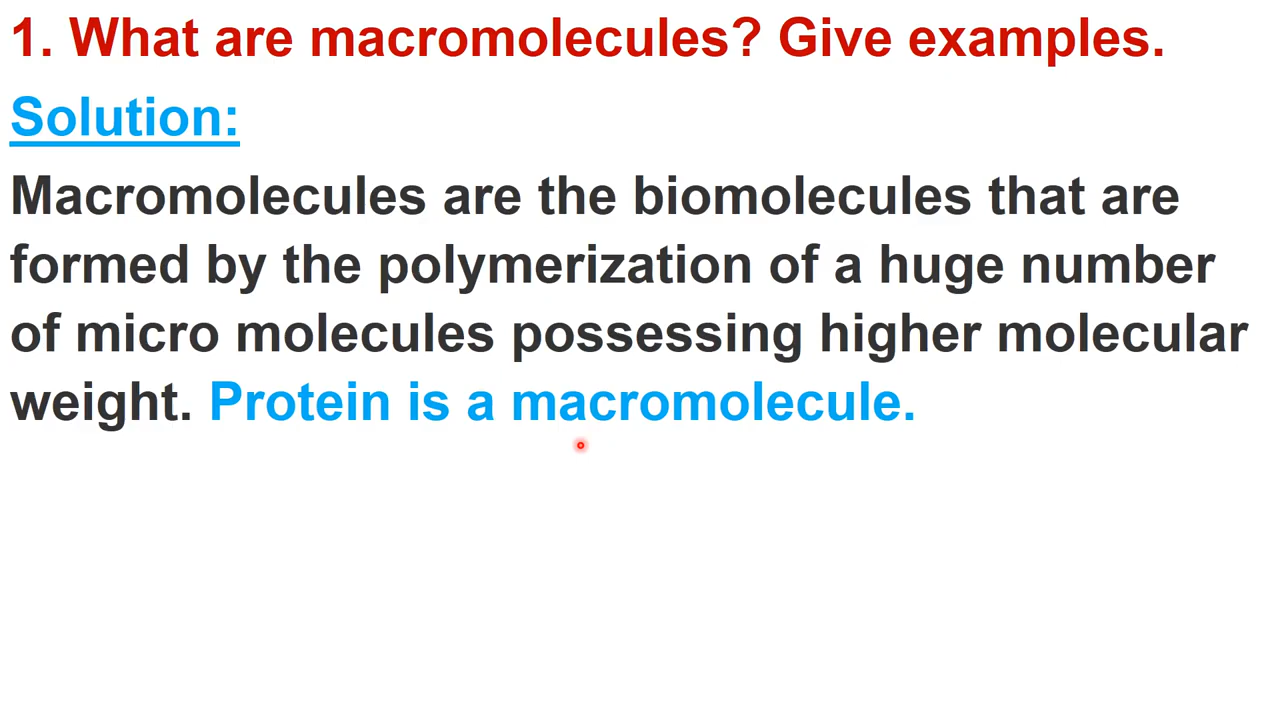 1. What are macromolecules? Give examples.
Solution:
Macromolecules are the biomolecules that are
formed by the polymerization of a huge number
of micro molecules possessing higher molecular
weight. Protein is a macromolecule.